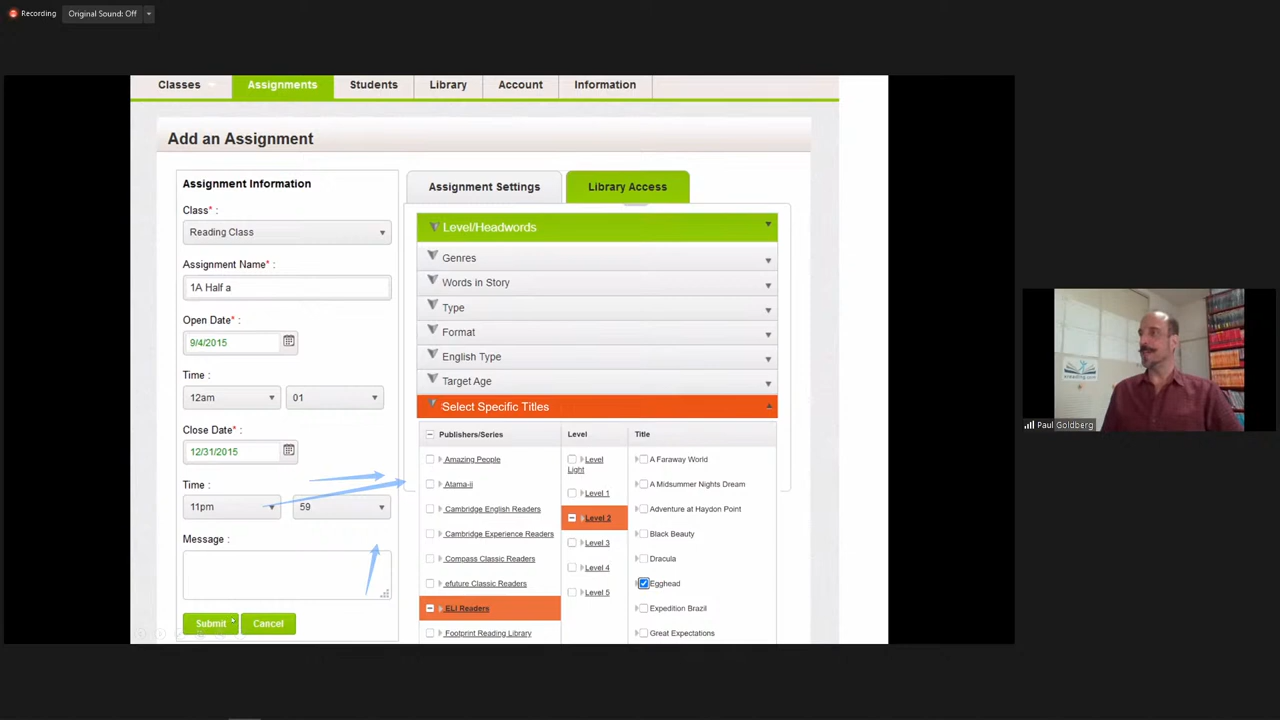 Recording
Original Sound: Off
Classes
Assignments
Students
Library
Account
Information
Add an Assignment
Assignment Information
Class* :
Reading Class
Assignment Name* :
1A Half a
Open Date* :
9/4/2015
Time :
12am
01
Close Date* :
12/31/2015
Time :
11pm
59
Message :
Submit
Cancel
Assignment Settings
Library Access
Level/Headwords
Genres
Words in Story
Type
Format
English Type
Target Age
Select Specific Titles
Publishers/Series
Amazing People
Atama-ii
Cambridge English Readers
Cambridge Experience Readers
Compass Classic Readers
efuture Classic Readers
ELI Readers
Footprint Reading Library
Level
Level
Light
Level 1
Level 2
Level 3
Level 4
Level 5
Title
A Faraway World
A Midsummer Nights Dream
Adventure at Haydon Point
Black Beauty
Dracula
Egghead
Expedition Brazil
Great Expectations
xreading.com
Paul Goldberg